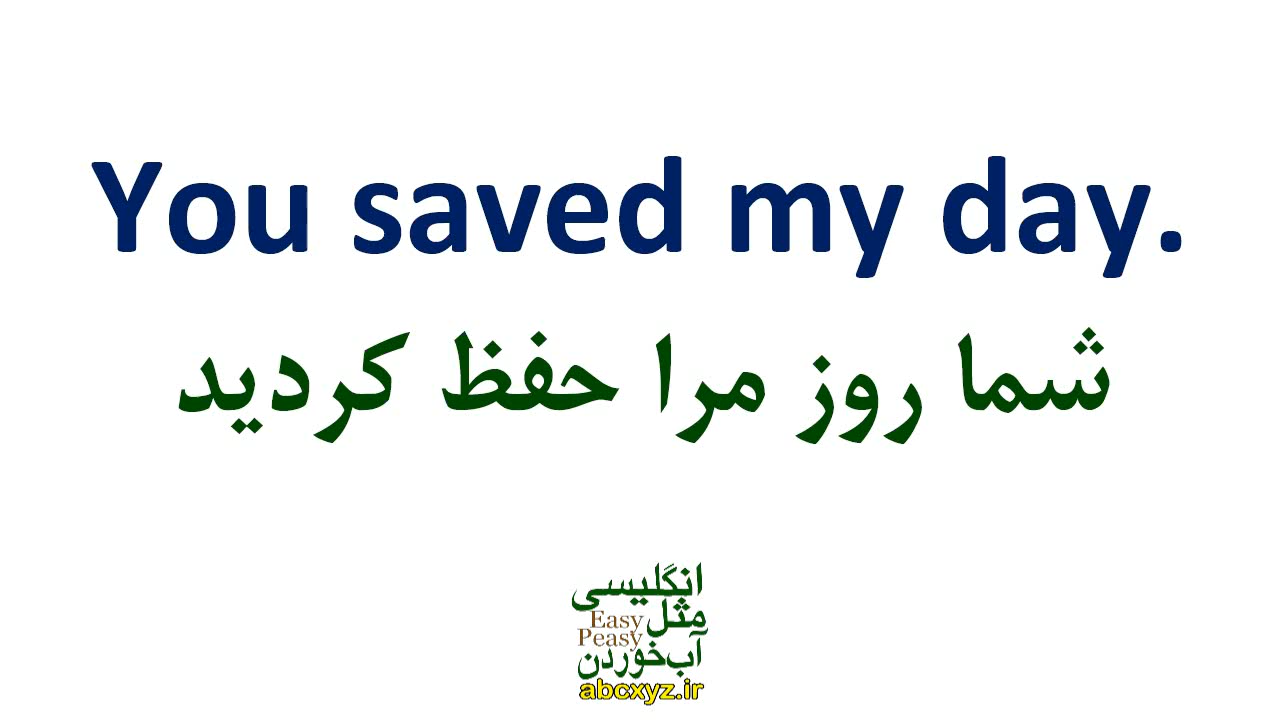 You saved my day.
شما روز مرا حفظ کردید
انگلیسی
مثل
Easy
Peasy
آب‌خوردن
abcxyz.ir